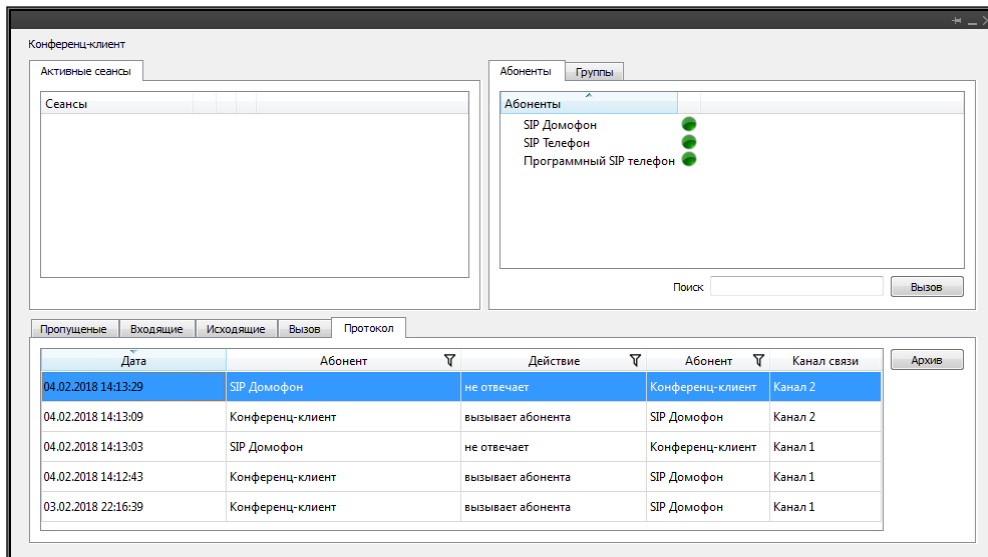 Конференц-клиент
Активные сеансы
Сеансы
Абоненты Группы
Абоненты
SIP Домофон
SIP Телефон
Программный SIP телефон
Поиск Вызов
Пропущеные Входящие Исходящие Вызов Протокол
Дата Абонент Действие Абонент Канал связи Архив
04.02.2018 14:13:29 SIP Домофон не отвечает Конференц-клиент Канал 2
04.02.2018 14:13:09 Конференц-клиент вызывает абонента SIP Домофон Канал 2
04.02.2018 14:13:03 SIP Домофон не отвечает Конференц-клиент Канал 1
04.02.2018 14:12:43 Конференц-клиент вызывает абонента SIP Домофон Канал 1
03.02.2018 22:16:39 Конференц-клиент вызывает абонента SIP Домофон Канал 1